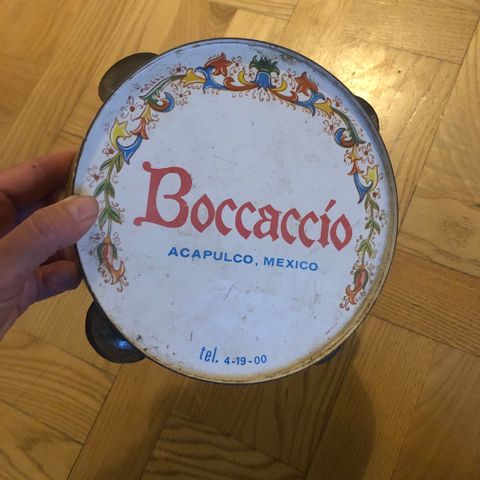 Boccaccio
ACAPULCO, MEXICO
tel. 4-19-00